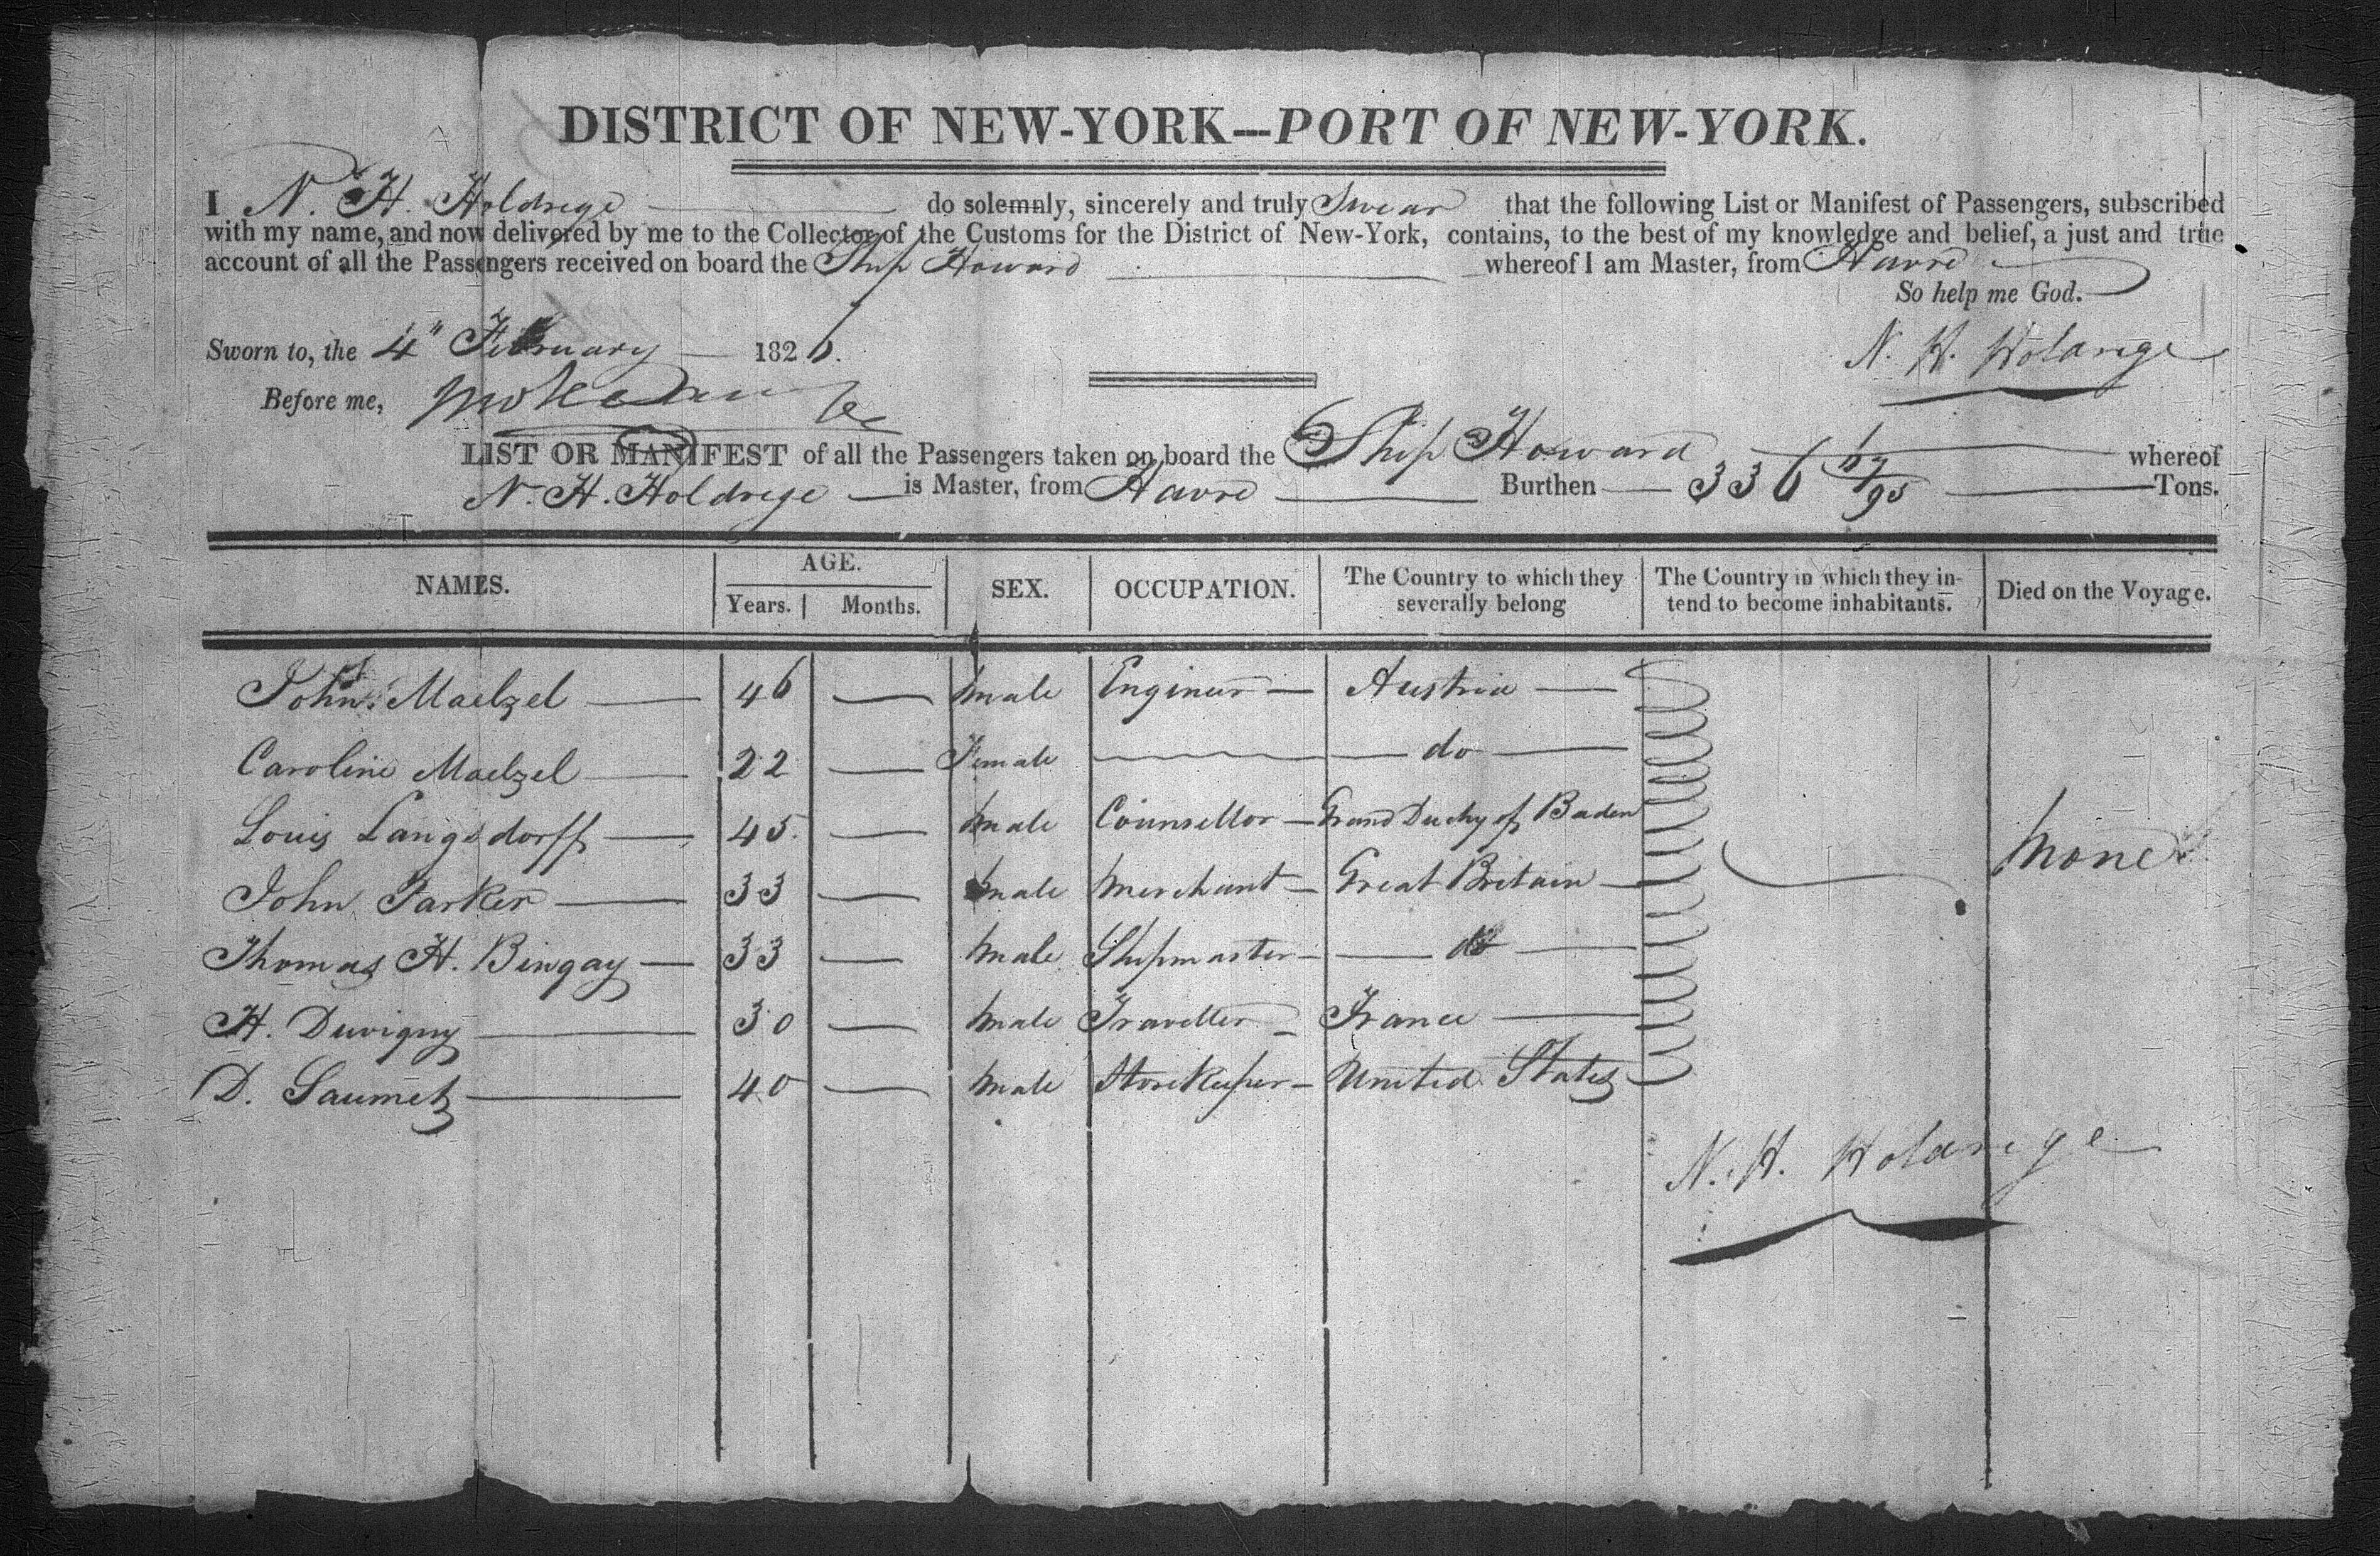 DISTRICT OF NEW-YORK—PORT OF NEW-YORK.
I N. H. Holdrege do solemnly, sincerely and truly Swear that the following List or Manifest of Passengers, subscribed
with my name, and now delivered by me to the Collector of the Customs for the District of New-York, contains, to the best of my knowledge and belief, a just and true
account of all the Passengers received on board the Ship Howard whereof I am Master, from Havre
So help me God.
Sworn to, the 4" February 1826.
N. H. Holdrege
Before me,
LIST OR MANIFEST of all the Passengers taken on board the Ship Howard whereof
N. H. Holdrege is Master, from Havre Burthen 336 67/95 Tons.
NAMES. AGE. Years. Months. SEX. OCCUPATION. The Country to which they severally belong The Country in which they intend to become inhabitants. Died on the Voyage.
John Maelzel 46 male Engineer Austria
Caroline Maelzel 22 Female do
Louis Langsdorff 45 male Counsellor Grand Duchy of Baden
None
John Parker 33 male Merchant Great Britain
Thomas H. Bingay 33 male Shipmaster do
H. Duvigny 30 male Traveller France
D. Saumet 40 male Storekeeper United States
N. H. Holdrege